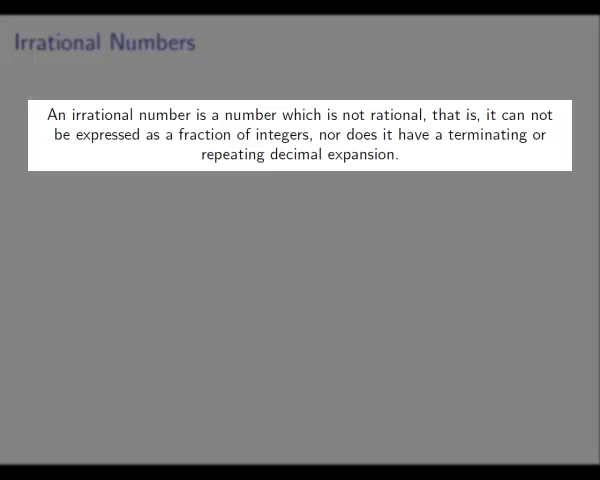 Irrational Numbers
An irrational number is a number which is not rational, that is, it can not
be expressed as a fraction of integers, nor does it have a terminating or
repeating decimal expansion.